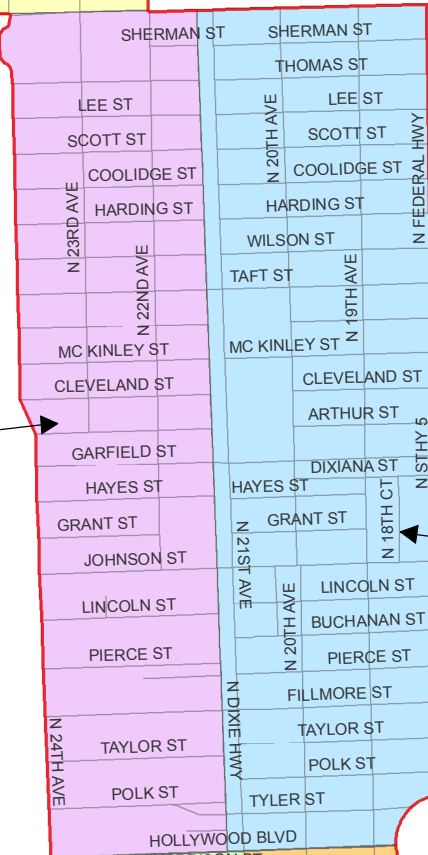 SHERMAN ST
SHERMAN ST
THOMAS ST
LEE ST
LEE ST
N 20TH AVE
SCOTT ST
SCOTT ST
N FEDERAL HWY
COOLIDGE ST
COOLIDGE ST
N 23RD AVE
HARDING ST
HARDING ST
WILSON ST
N 22ND AVE
TAFT ST
N 19TH AVE
MC KINLEY ST
MC KINLEY ST
CLEVELAND ST
CLEVELAND ST
ARTHUR ST
GARFIELD ST
DIXIANA ST
HAYES ST
HAYES ST
N 18TH CT
GRANT ST
GRANT ST
N 21ST AVE
JOHNSON ST
LINCOLN ST
LINCOLN ST
N 20TH AVE
BUCHANAN ST
PIERCE ST
PIERCE ST
FILLMORE ST
N DIXIE HWY
N 24TH AVE
TAYLOR ST
TAYLOR ST
POLK ST
POLK ST
TYLER ST
HOLLYWOOD BLVD